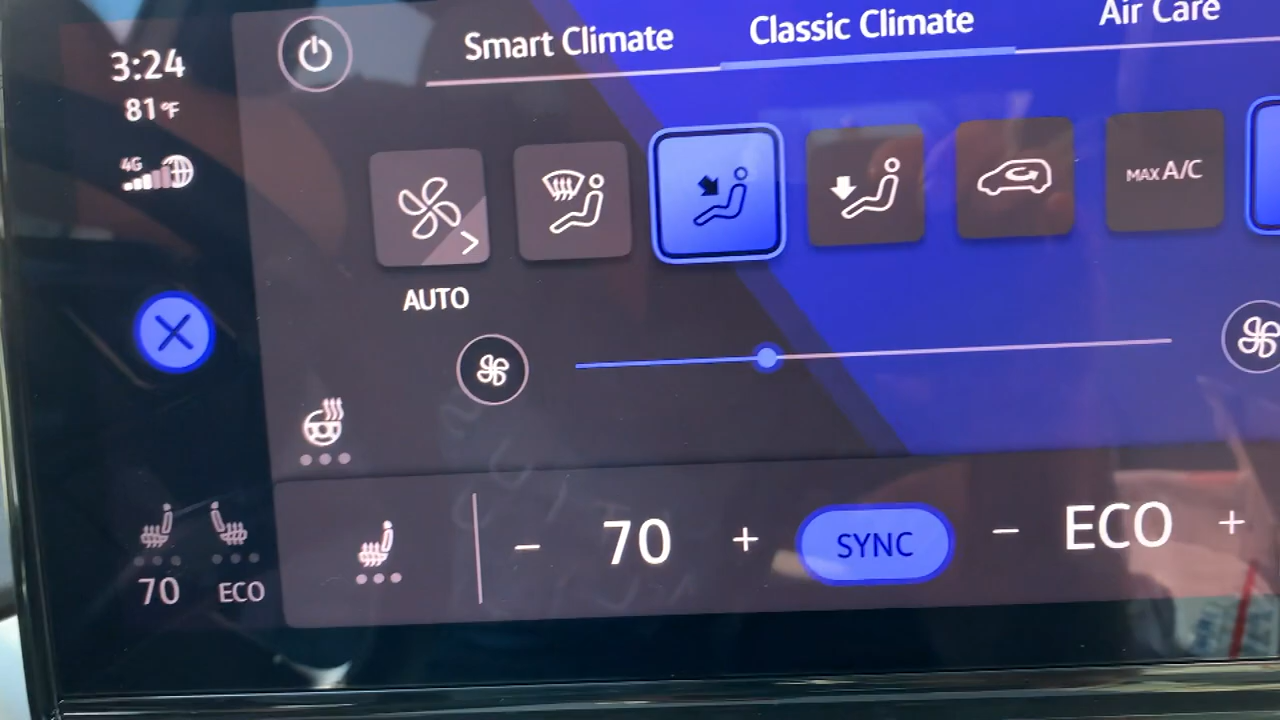 3:24
81°F
4G
Smart Climate
Classic Climate
Air Care
MAX A/C
AUTO
70
ECO
− 70 +
SYNC
− ECO +